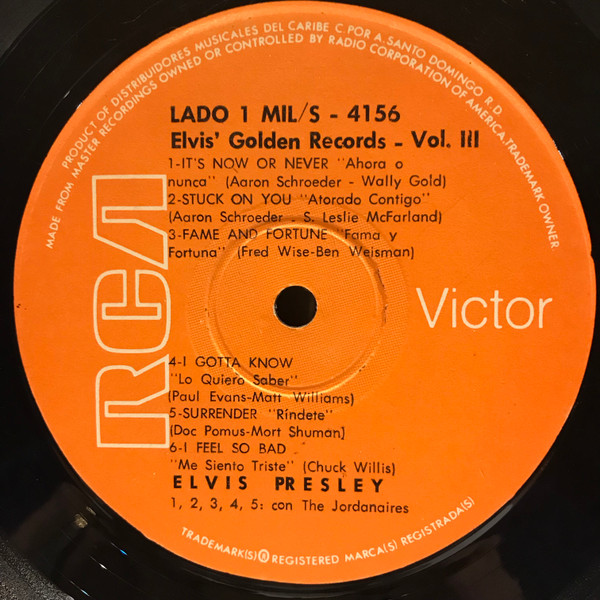 PRODUCT OF DISTRIBUIDORES MUSICALES DEL CARIBE C.POR A. SANTO DOMINGO R.D.
MADE FROM MASTER RECORDINGS OWNED OR CONTROLLED BY RADIO CORPORATION OF AMERICA.TRADEMARK OWNER.
LADO 1 MIL/S - 4156
Elvis' Golden Records - Vol. III
1-IT'S NOW OR NEVER "Ahora o
nunca" (Aaron Schroeder - Wally Gold)
2-STUCK ON YOU "Atorado Contigo"
(Aaron Schroeder - S. Leslie McFarland)
3-FAME AND FORTUNE "Fama y
Fortuna" (Fred Wise-Ben Weisman)
RCA
Victor
4-I GOTTA KNOW
"Lo Quiero Saber"
(Paul Evans-Matt Williams)
5-SURRENDER "Ríndete"
(Doc Pomus-Mort Shuman]
6-I FEEL SO BAD
"Me Siento Triste" (Chuck Willis)
ELVIS PRESLEY
1, 2, 3, 4, 5: con The Jordanaires
TRADEMARK(S)®REGISTERED MARCA(S) REGISTRADA(S)